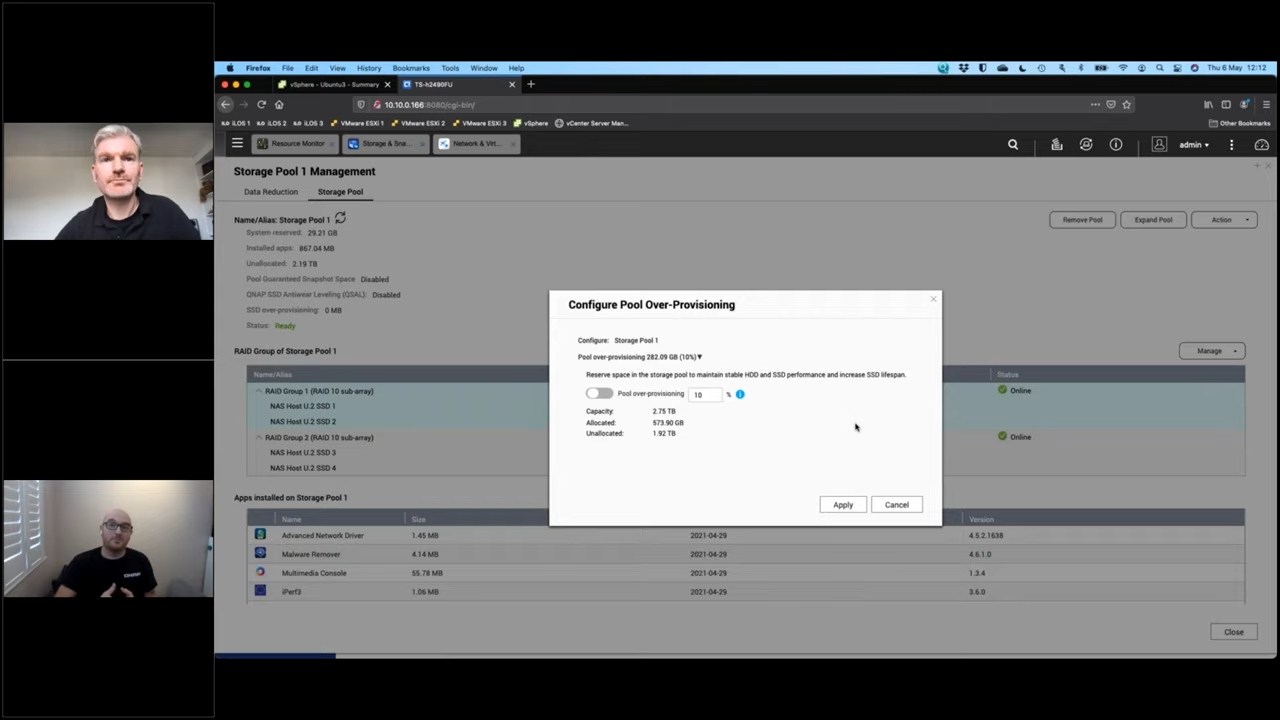 Firefox File Edit View History Bookmarks Tools Window Help Thu 6 May 12:12
vSphere - Ubuntu3 - Summary TS-h2490FU
10.10.0.166:8080/cgi-bin/
iLO5 1 iLO5 2 iLO5 3 VMware ESXi 1 VMware ESXi 2 VMware ESXi 3 vSphere vCenter Server Man... Other Bookmarks
Resource Monitor Storage & Sna... Network & Virt... admin
Storage Pool 1 Management
Data Reduction Storage Pool
Name/Alias: Storage Pool 1 Remove Pool Expand Pool Action
System reserved: 29.21 GB
Installed apps: 867.04 MB
Unallocated: 2.19 TB
Pool Guaranteed Snapshot Space Disabled
QNAP SSD Antiwear Leveling (QSAL): Disabled
SSD over-provisioning: 0 MB
Status: Ready
RAID Group of Storage Pool 1 Manage
Name/Alias Status
RAID Group 1 (RAID 10 sub-array) Online
NAS Host U.2 SSD 1
NAS Host U.2 SSD 2
RAID Group 2 (RAID 10 sub-array) Online
NAS Host U.2 SSD 3
NAS Host U.2 SSD 4
Configure Pool Over-Provisioning
Configure: Storage Pool 1
Pool over-provisioning 282.09 GB (10%)▼
Reserve space in the storage pool to maintain stable HDD and SSD performance and increase SSD lifespan.
Pool over-provisioning 10 %
Capacity: 2.75 TB
Allocated: 573.90 GB
Unallocated: 1.92 TB
Apply Cancel
Apps installed on Storage Pool 1
Name Size Version
Advanced Network Driver 1.45 MB 2021-04-29 4.5.2.1638
Malware Remover 4.14 MB 2021-04-29 4.6.1.0
Multimedia Console 55.78 MB 2021-04-29 1.3.4
iPerf3 1.06 MB 2021-04-29 3.6.0
Close